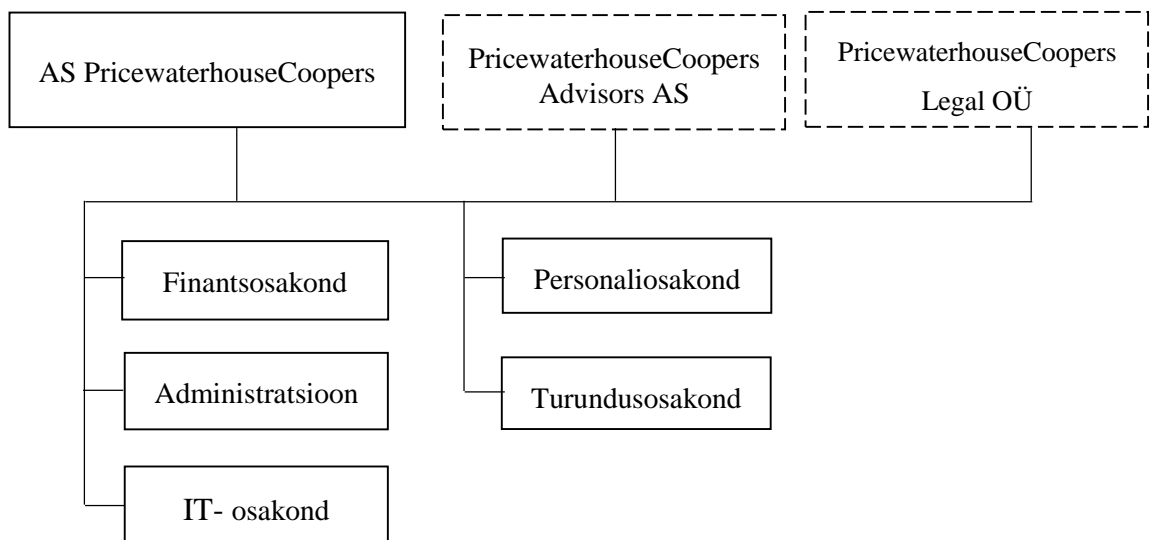 AS PricewaterhouseCoopers
PricewaterhouseCoopers
Advisors AS
PricewaterhouseCoopers
Legal OÜ
Finantsosakond
Personaliosakond
Administratsioon
Turundusosakond
IT- osakond